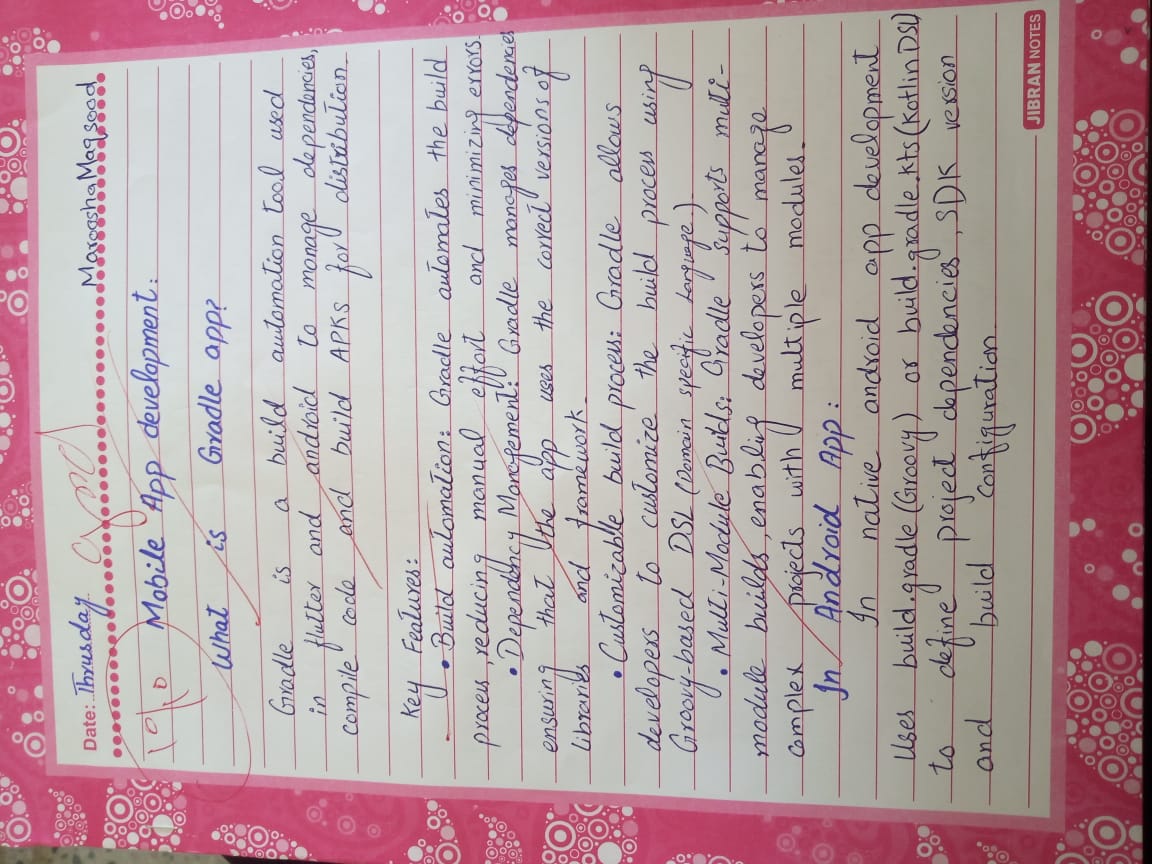 Date: Thrusday
Maroosha Maqsood
10/10 Good
Mobile App development:
What is Gradle app?
Gradle is a build automation tool used
in flutter and android to manage dependencies,
compile code and build APKs for distribution.
Key Features:
• Build automation: Gradle automates the build
process, reducing manual effort and minimizing errors.
• Dependency Management: Gradle manages dependencies
ensuring that the app uses the correct versions of
libraries and framework.
• Customizable build process: Gradle allows
developers to customize the build process using
Groovy-based DSL (Domain specific Language.)
• Multi-Module Builds: Gradle supports multi-
module builds, enabling developers to manage
complex projects with multiple modules.
In Android App:
In native android app development
uses build.gradle (Groovy) or build.gradle.kts (Kotlin DSL)
to define project dependencies, SDK version
and build configuration.
JIBRAN NOTES